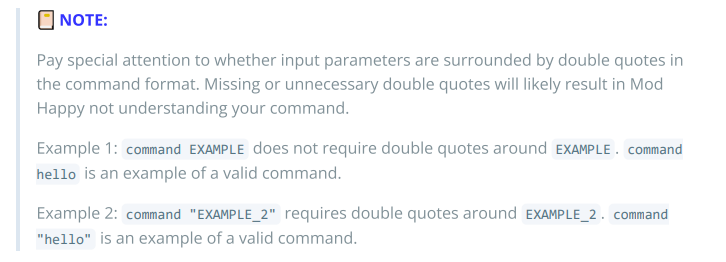 NOTE:
Pay special attention to whether input parameters are surrounded by double quotes in
the command format. Missing or unnecessary double quotes will likely result in Mod
Happy not understanding your command.
Example 1: command EXAMPLE does not require double quotes around EXAMPLE. command
hello is an example of a valid command.
Example 2: command "EXAMPLE_2" requires double quotes around EXAMPLE_2. command
"hello" is an example of a valid command.